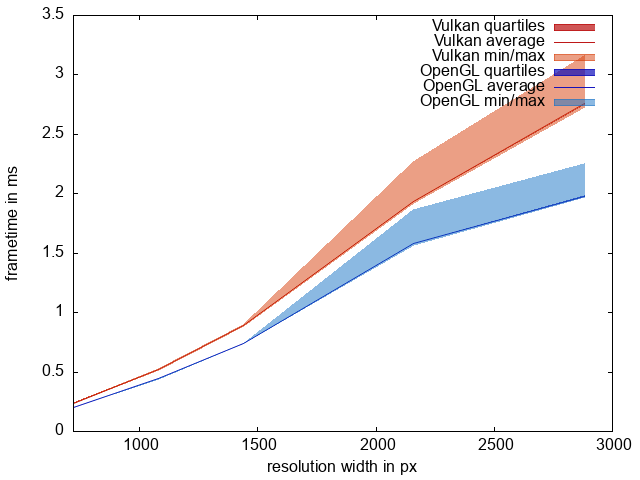 3.5
3
2.5
2
1.5
1
0.5
0
frametime in ms
Vulkan quartiles
Vulkan average
Vulkan min/max
OpenGL quartiles
OpenGL average
OpenGL min/max
1000 1500 2000 2500 3000
resolution width in px